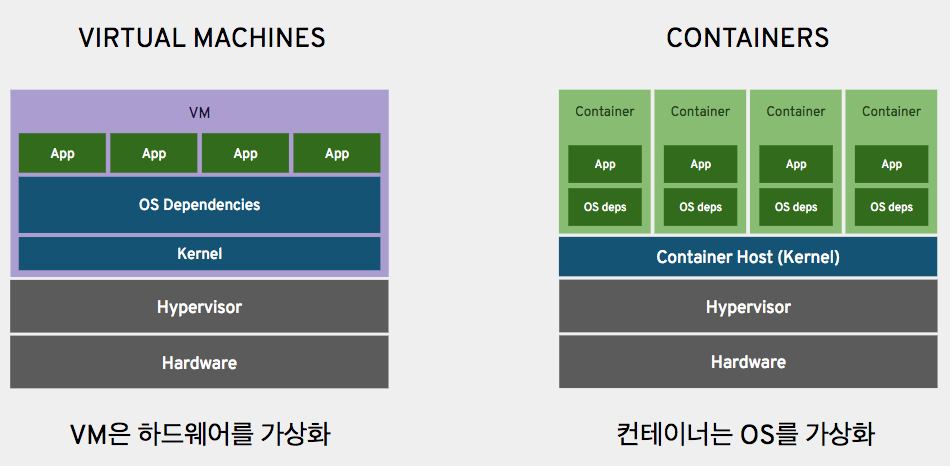 VIRTUAL MACHINES
VM
App App App App
OS Dependencies
Kernel
Hypervisor
Hardware
VM은 하드웨어를 가상화
CONTAINERS
Container Container Container Container
App App App App
OS deps OS deps OS deps OS deps
Container Host (Kernel)
Hypervisor
Hardware
컨테이너는 OS를 가상화